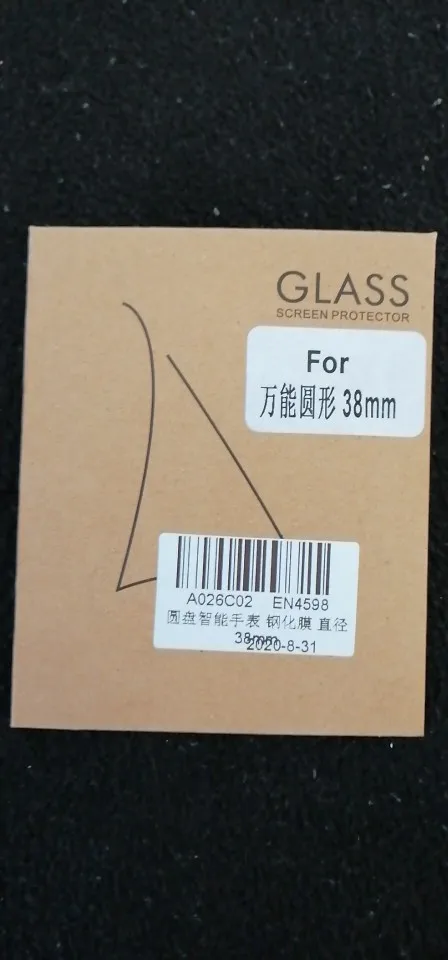 GLASS
SCREEN PROTECTOR
For
万能圆形 38mm
A026C02 EN4598
圆盘智能手表 钢化膜 直径
38mm
2020-8-31